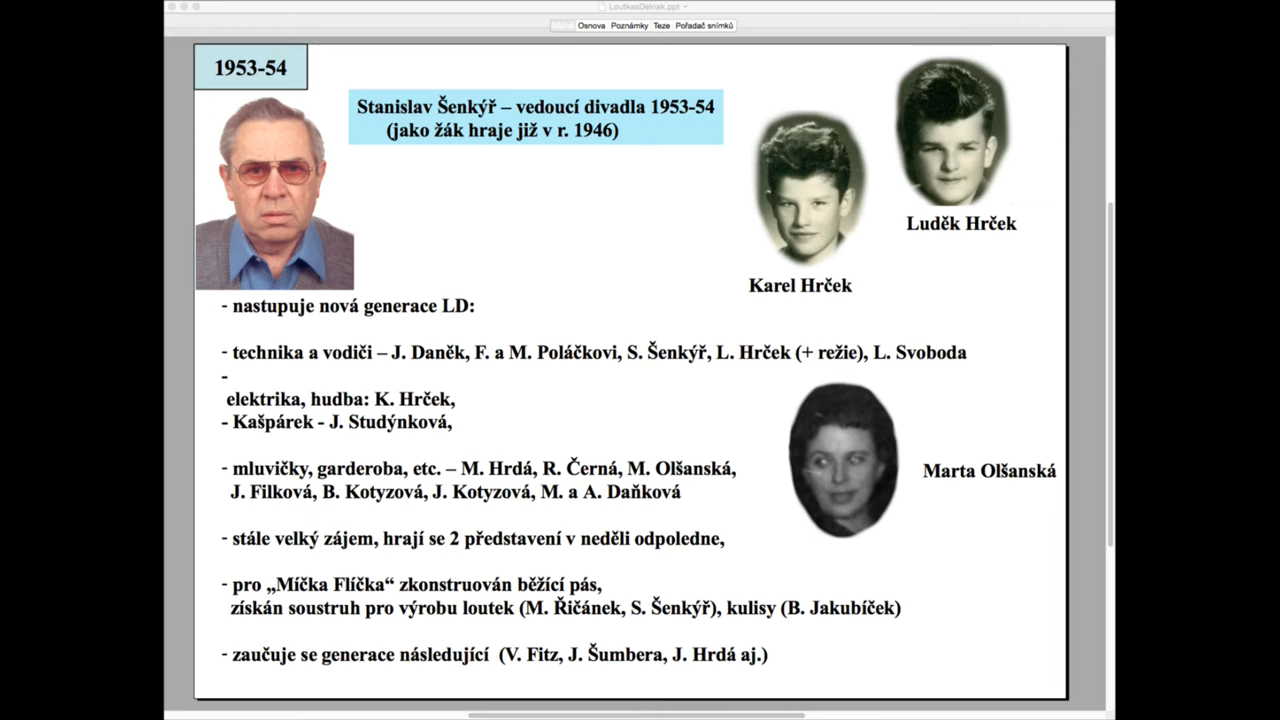 LoutkasDelnak.ppt
Běžné Osnova Poznámky Teze Pořadač snímků
1953-54
Stanislav Šenkýř – vedoucí divadla 1953-54
(jako žák hraje již v r. 1946)
Luděk Hrček
Karel Hrček
- nastupuje nová generace LD:
- technika a vodiči – J. Daněk, F. a M. Poláčkovi, S. Šenkýř, L. Hrček (+ režie), L. Svoboda
-
elektrika, hudba: K. Hrček,
- Kašpárek - J. Studýnková,
- mluvičky, garderoba, etc. – M. Hrdá, R. Černá, M. Olšanská,
J. Filková, B. Kotyzová, J. Kotyzová, M. a A. Daňková
Marta Olšanská
- stále velký zájem, hrají se 2 představení v neděli odpoledne,
- pro „Míčka Flíčka“ zkonstruován běžící pás,
získán soustruh pro výrobu loutek (M. Řičánek, S. Šenkýř), kulisy (B. Jakubíček)
- zaučuje se generace následující (V. Fitz, J. Šumbera, J. Hrdá aj.)